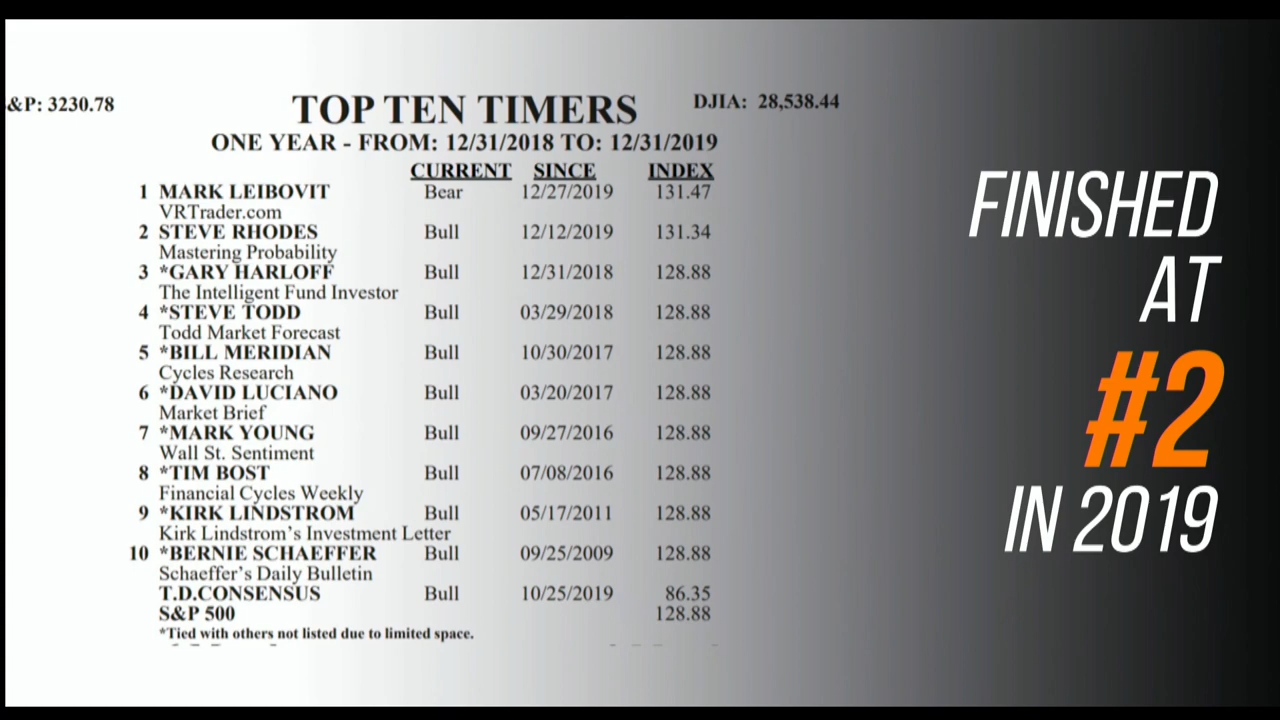 &P: 3230.78
TOP TEN TIMERS
DJIA: 28,538.44
ONE YEAR - FROM: 12/31/2018 TO: 12/31/2019
CURRENT SINCE INDEX
1 MARK LEIBOVIT Bear 12/27/2019 131.47
VRTrader.com
2 STEVE RHODES Bull 12/12/2019 131.34
Mastering Probability
3 *GARY HARLOFF Bull 12/31/2018 128.88
The Intelligent Fund Investor
4 *STEVE TODD Bull 03/29/2018 128.88
Todd Market Forecast
5 *BILL MERIDIAN Bull 10/30/2017 128.88
Cycles Research
6 *DAVID LUCIANO Bull 03/20/2017 128.88
Market Brief
7 *MARK YOUNG Bull 09/27/2016 128.88
Wall St. Sentiment
8 *TIM BOST Bull 07/08/2016 128.88
Financial Cycles Weekly
9 *KIRK LINDSTROM Bull 05/17/2011 128.88
Kirk Lindstrom's Investment Letter
10 *BERNIE SCHAEFFER Bull 09/25/2009 128.88
Schaeffer's Daily Bulletin
T.D.CONSENSUS Bull 10/25/2019 86.35
S&P 500 128.88
*Tied with others not listed due to limited space.
FINISHED
AT
#2
IN 2019